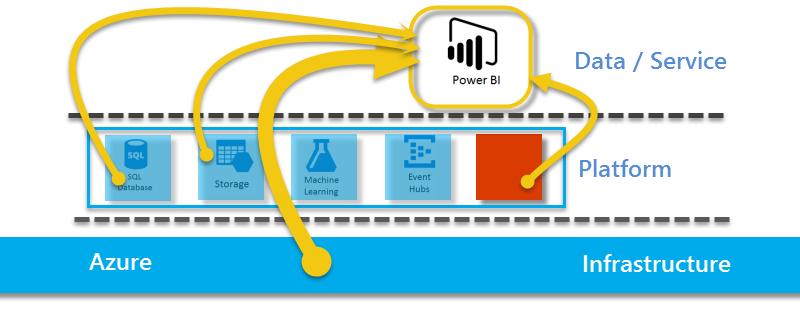 Power BI
Data / Service
SQL
SQL
Database
Storage
Machine
Learning
Event
Hubs
Platform
Azure
Infrastructure